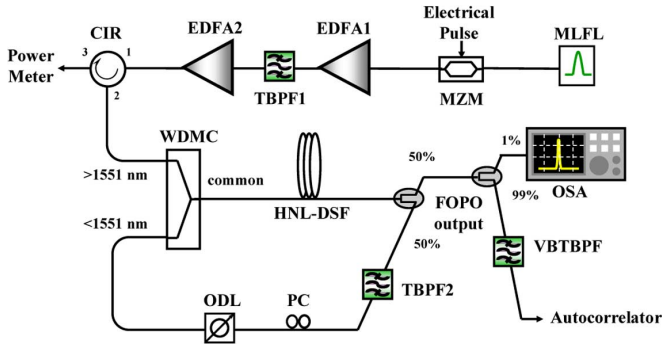 Electrical
Pulse
MLFL
EDFA2
EDFA1
CIR
Power
Meter
3
1
2
TBPF1
MZM
WDMC
>1551 nm
common
HNL-DSF
50%
1%
OSA
99%
FOPO
output
<1551 nm
50%
VBTBPF
TBPF2
ODL
PC
Autocorrelator